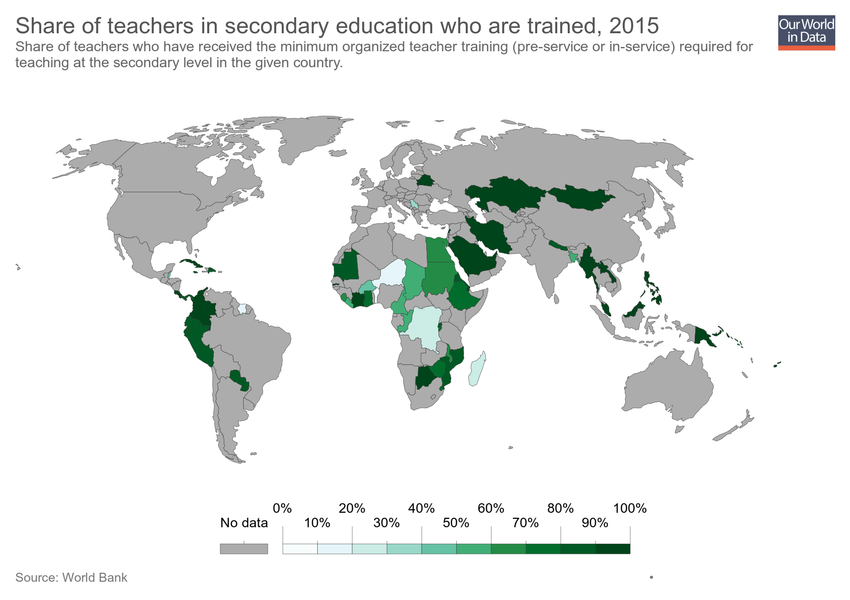 Share of teachers in secondary education who are trained, 2015
Our World
in Data
Share of teachers who have received the minimum organized teacher training (pre-service or in-service) required for
teaching at the secondary level in the given country.
0% 20% 40% 60% 80% 100%
No data 10% 30% 50% 70% 90%
Source: World Bank